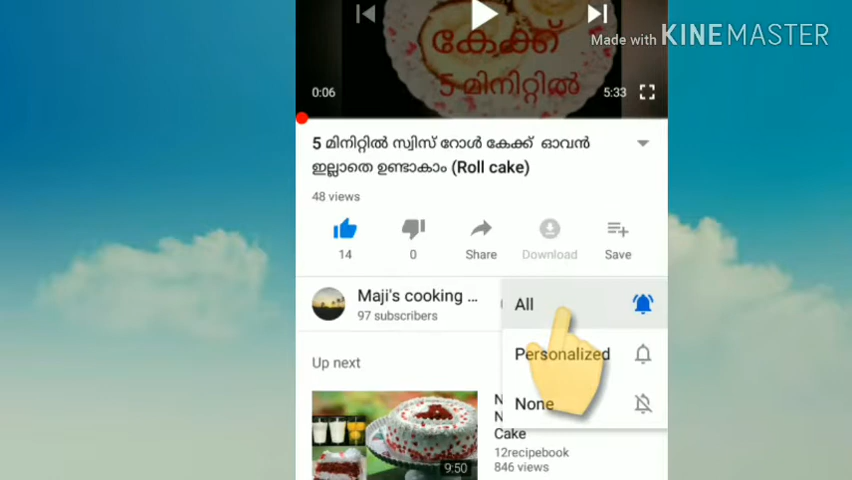 കേക്ക്
Made with KINEMASTER
5 മിനിറ്റിൽ
0:06
5:33
5 മിനിറ്റിൽ സ്വിസ് റോൾ കേക്ക് ഓവൻ
ഇല്ലാതെ ഉണ്ടാകാം (Roll cake)
48 views
14
0
Share
Download
Save
Maji's cooking ...
97 subscribers
All
Personalized
None
Up next
N
N
Cake
12recipebook
846 views
9:50